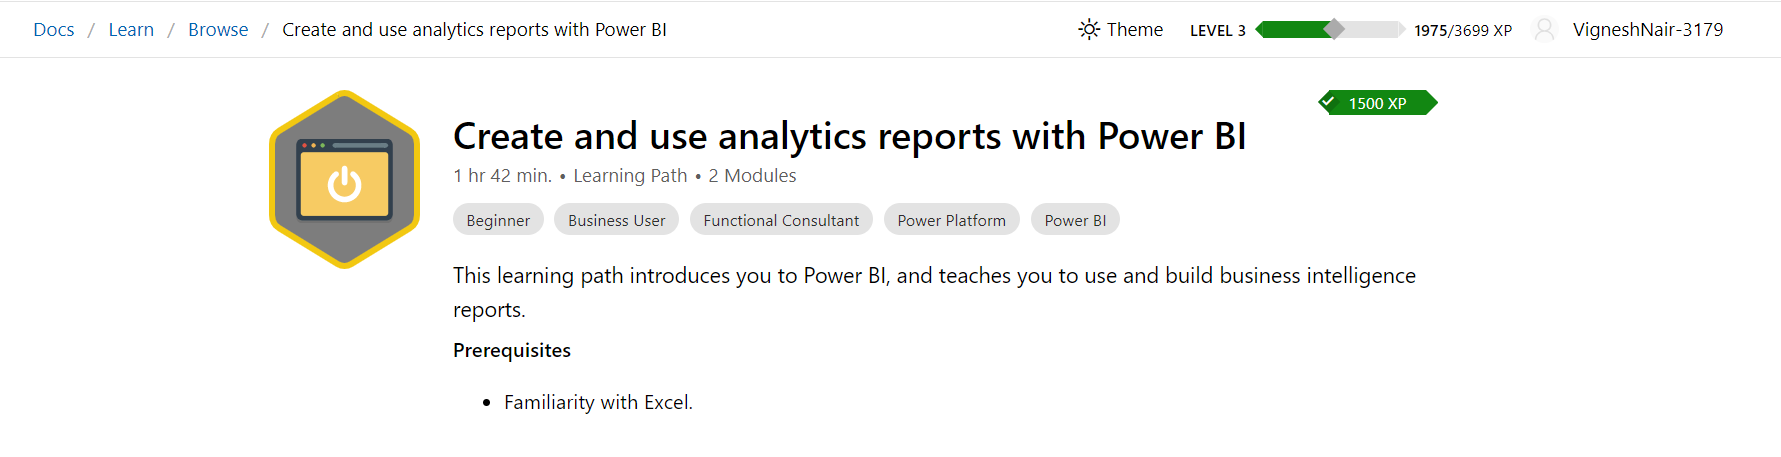 Docs / Learn / Browse / Create and use analytics reports with Power BI
Theme LEVEL 3 1975/3699 XP VigneshNair-3179
1500 XP
Create and use analytics reports with Power BI
1 hr 42 min. • Learning Path • 2 Modules
Beginner Business User Functional Consultant Power Platform Power BI
This learning path introduces you to Power BI, and teaches you to use and build business intelligence
reports.
Prerequisites
• Familiarity with Excel.